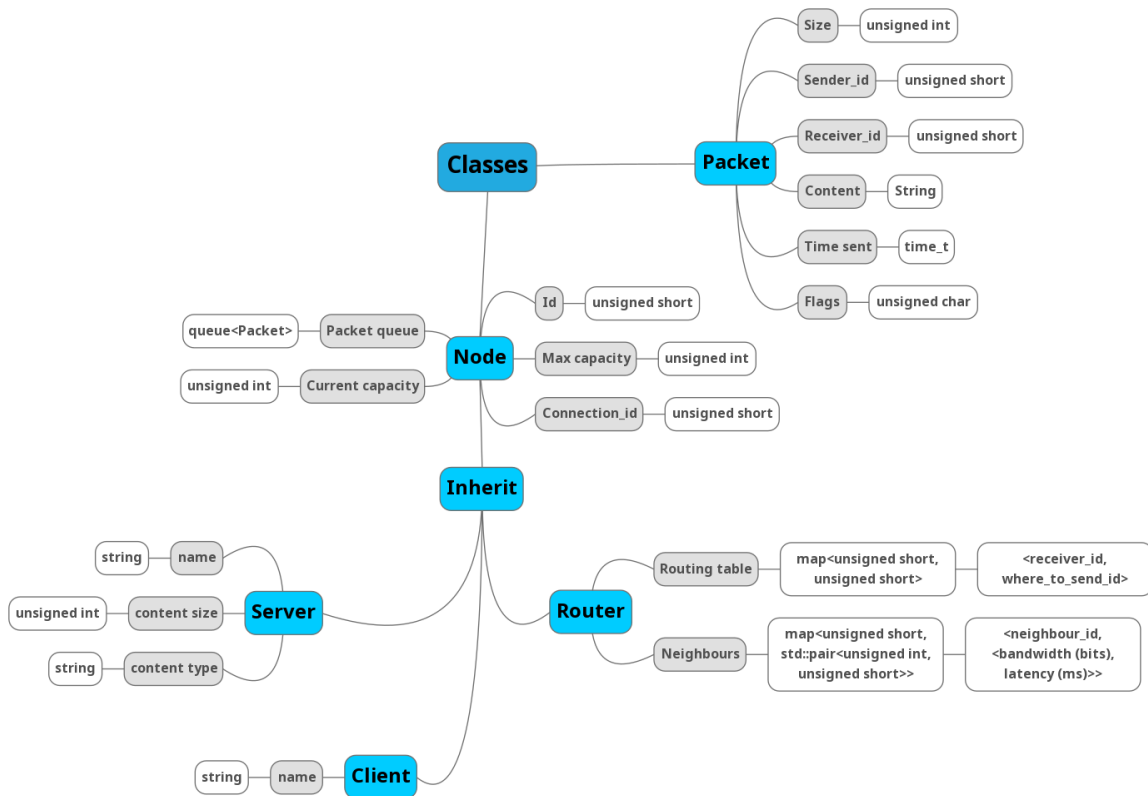 Classes
Packet
Size
unsigned int
Sender_id
unsigned short
Receiver_id
unsigned short
Content
String
Time sent
time_t
Flags
unsigned char
Node
Id
unsigned short
Max capacity
unsigned int
Connection_id
unsigned short
queue<Packet>
Packet queue
unsigned int
Current capacity
Inherit
Server
string
name
unsigned int
content size
string
content type
Router
Routing table
map<unsigned short,
unsigned short>
<receiver_id,
where_to_send_id>
Neighbours
map<unsigned short,
std::pair<unsigned int,
unsigned short>>
<neighbour_id,
<bandwidth (bits),
latency (ms)>>
string
name
Client